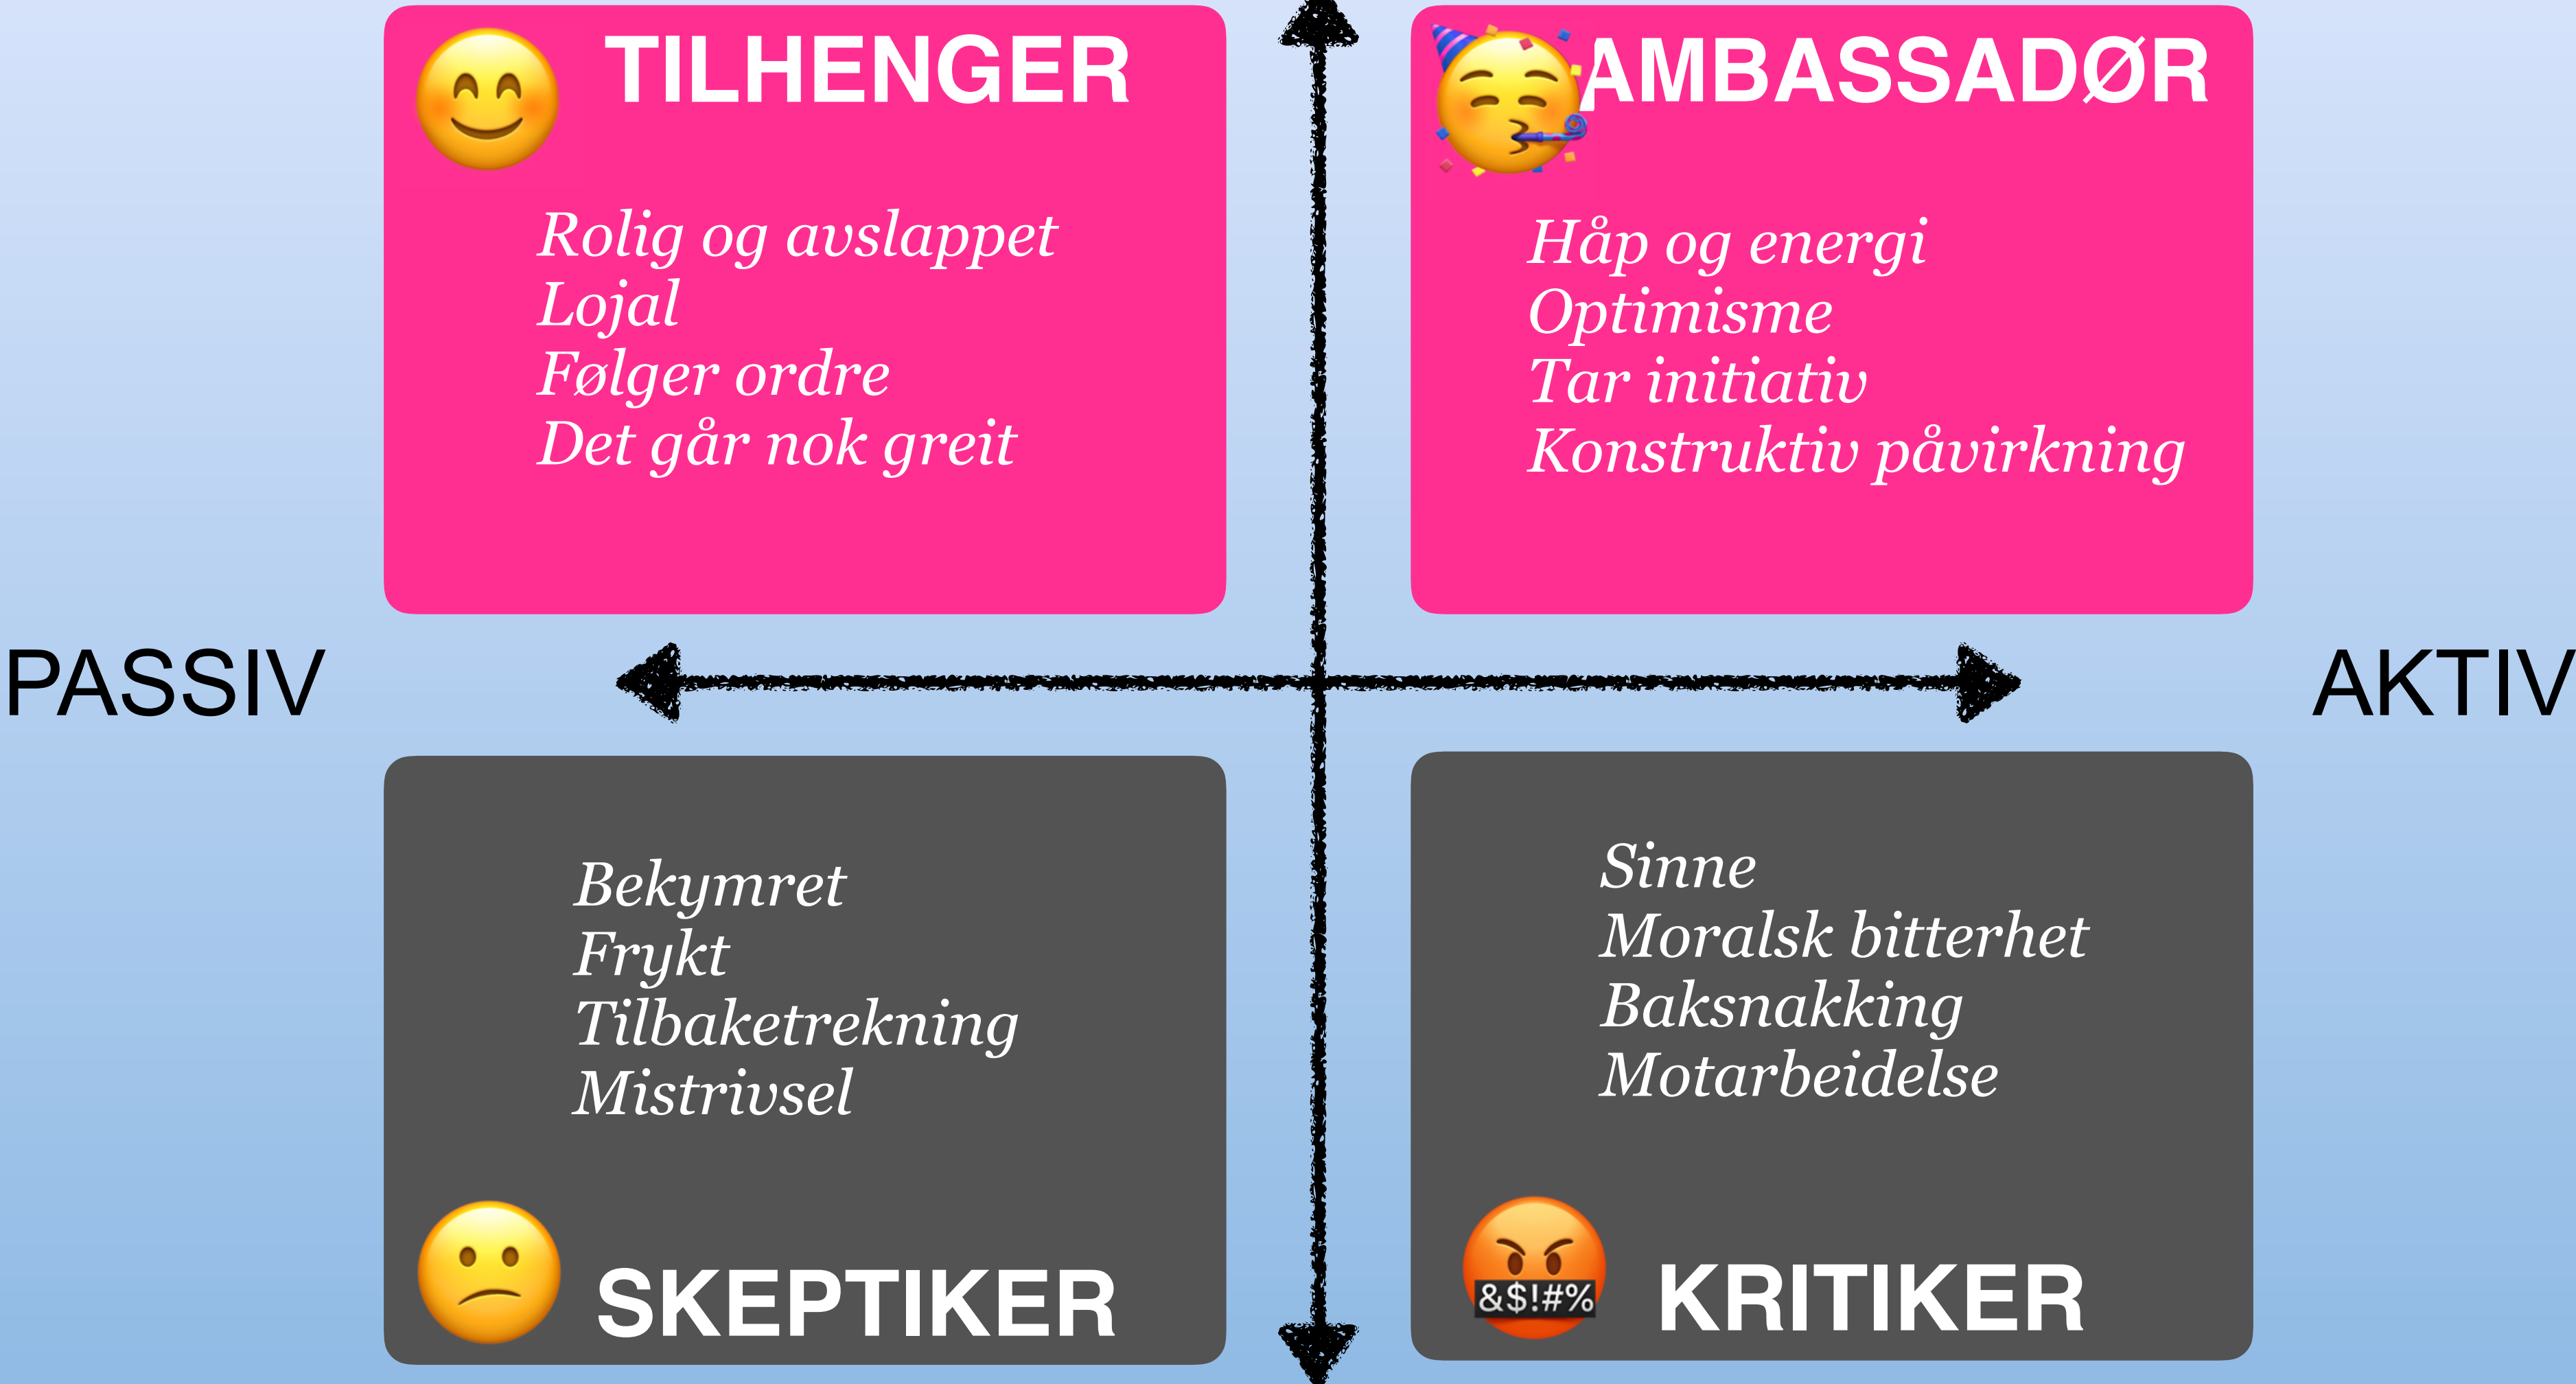 TILHENGER
Rolig og avslappet
Lojal
Følger ordre
Det går nok greit
AMBASSADØR
Håp og energi
Optimisme
Tar initiativ
Konstruktiv påvirkning
PASSIV
AKTIV
Bekymret
Frykt
Tilbaketrekning
Mistrivsel
SKEPTIKER
Sinne
Moralsk bitterhet
Baksnakking
Motarbeidelse
&$!#%
KRITIKER